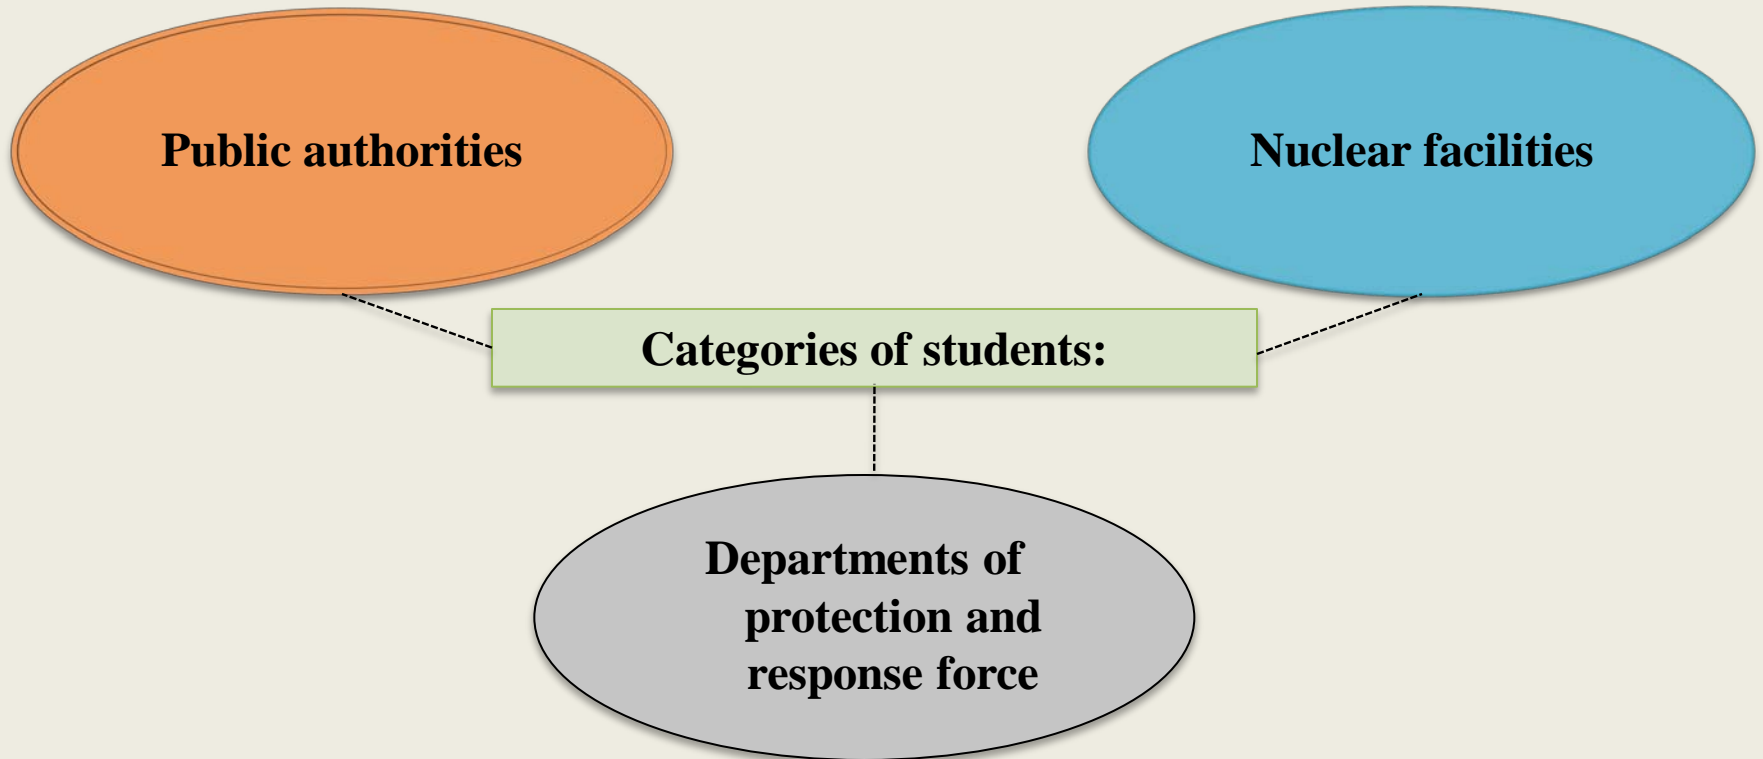 Public authorities
Nuclear facilities
Categories of students:
Departments of
protection and
response force